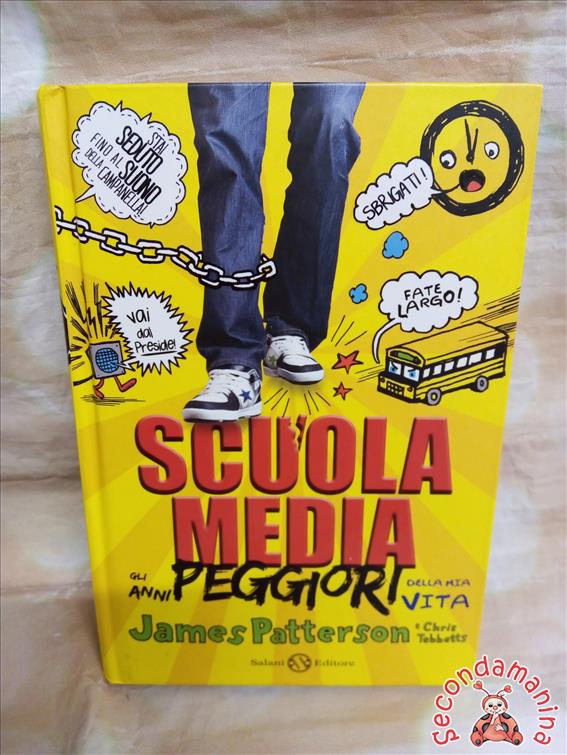 STA'
SEDUTO
FINO AL SUONO
DELLA CAMPANELLA!
SBRIGATI!
FATE
LARGO!
Vai
dal
Preside!
SCUOLA
MEDIA
GLI ANNI PEGGIORI DELLA MIA VITA
James Patterson e Chris Tebbetts
Salani Editore
Secondamanina